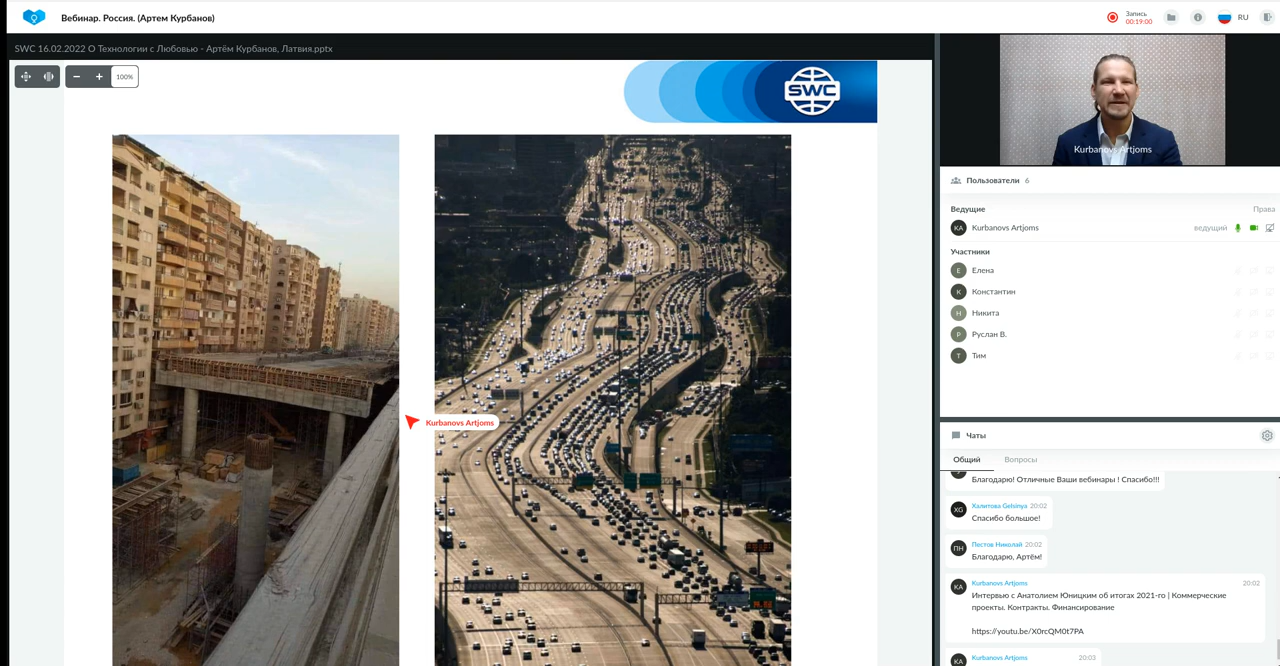 Вебинар. Россия. (Артем Курбанов)
Запись
00:19:00
RU
SWC 16.02.2022 О Технологии с Любовью - Артём Курбанов, Латвия.pptx
100%
SWC
Kurbanovs Artjoms
Kurbanovs Artjoms
Пользователи 6
Ведущие Права
KA Kurbanovs Artjoms ведущий
Участники
Е Елена
К Константин
Н Никита
Р Руслан В.
Т Тим
Чаты
Общий Вопросы
Благодарю! Отличные Ваши вебинары ! Спасибо!!!
XG Халитова Gelsinya 20:02
Спасибо большое!
ПН Пестов Николай 20:02
Благодарю, Артём!
KA Kurbanovs Artjoms 20:02
Интервью с Анатолием Юницким об итогах 2021-го | Коммерческие
проекты. Контракты. Финансирование
https://youtu.be/X0rcQM0t7PA
KA Kurbanovs Artjoms 20:03